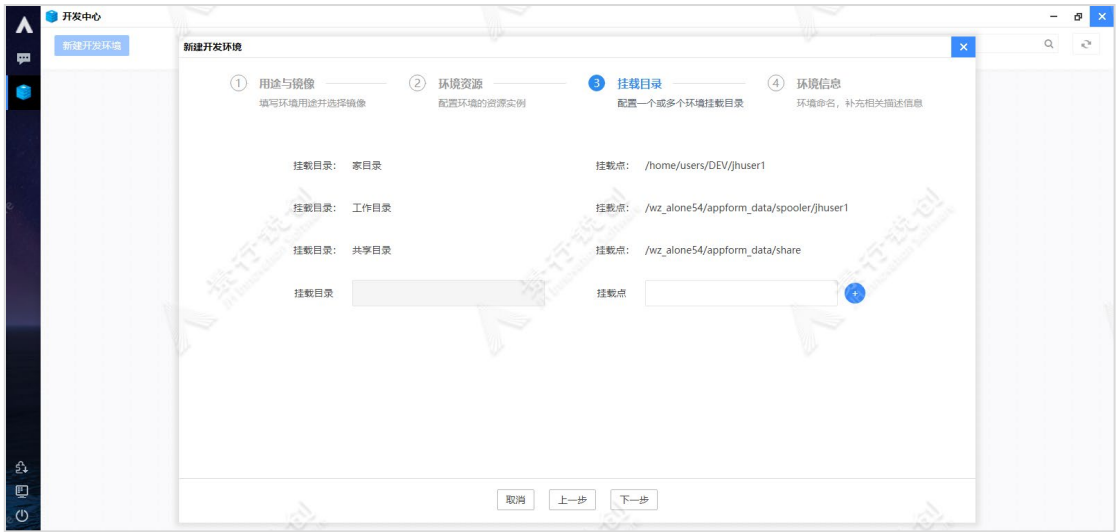 开发中心
新建开发环境
新建开发环境
1 用途与镜像
填写环境用途并选择镜像
2 环境资源
配置环境的资源实例
3 挂载目录
配置一个或多个环境挂载目录
4 环境信息
环境命名，补充相关描述信息
挂载目录： 家目录 挂载点： /home/users/DEV/jhuser1
挂载目录： 工作目录 挂载点： /wz_alone54/appform_data/spooler/jhuser1
挂载目录： 共享目录 挂载点： /wz_alone54/appform_data/share
挂载目录 挂载点
取消 上一步 下一步